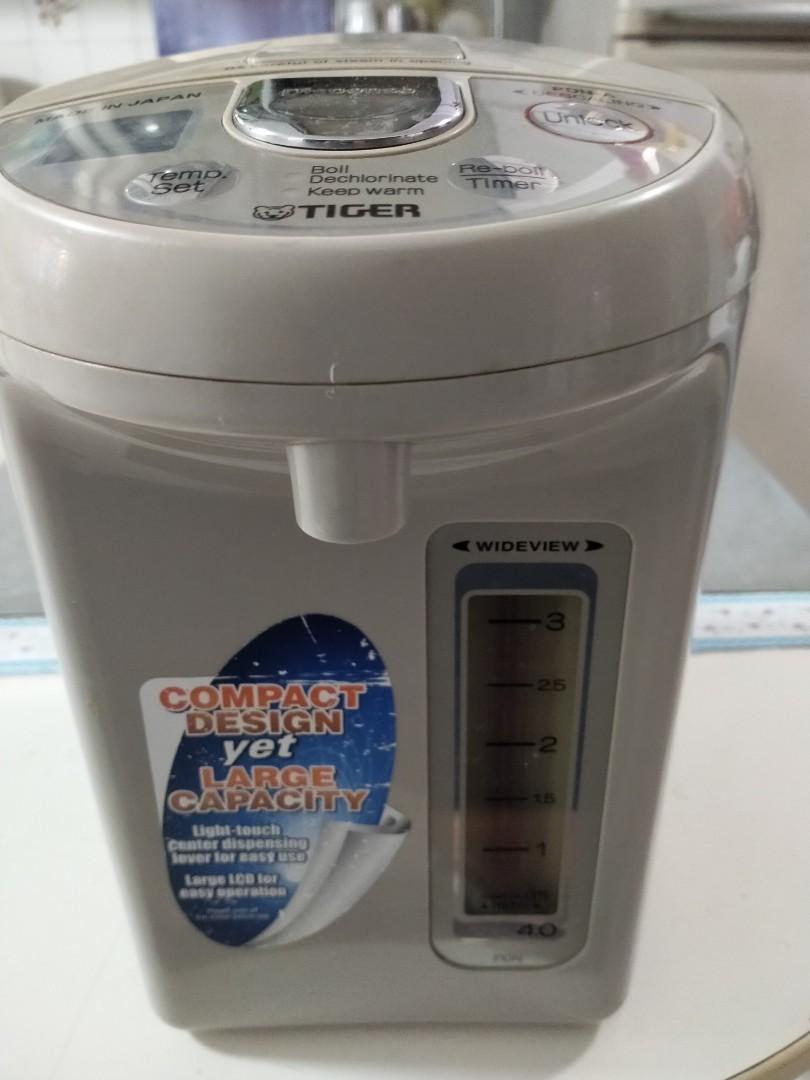 MADE IN JAPAN
Unlock
Temp.
Set
Boil
Dechlorinate
Keep warm
Re-boil
Timer
TIGER
WIDEVIEW
3
2.5
2
1.5
1
4.0
COMPACT
DESIGN
yet
LARGE
CAPACITY
Light-touch
Center dispensing
lever for easy use
Large LCD for
easy operation